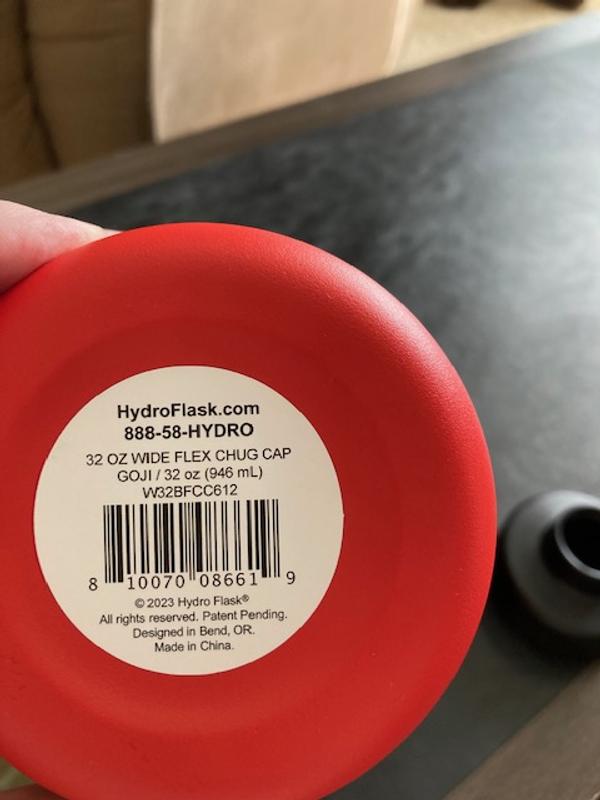 HydroFlask.com
888-58-HYDRO
32 OZ WIDE FLEX CHUG CAP
GOJI / 32 oz (946 mL)
W32BFCC612
8 10070 08661 9
© 2023 Hydro Flask®
All rights reserved. Patent Pending.
Designed in Bend, OR.
Made in China.